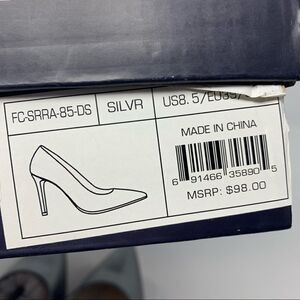 FC-SRRA-85-DS SILVR US8.5/EU39/
MADE IN CHINA
6 91466 35890 5
MSRP: $98.00